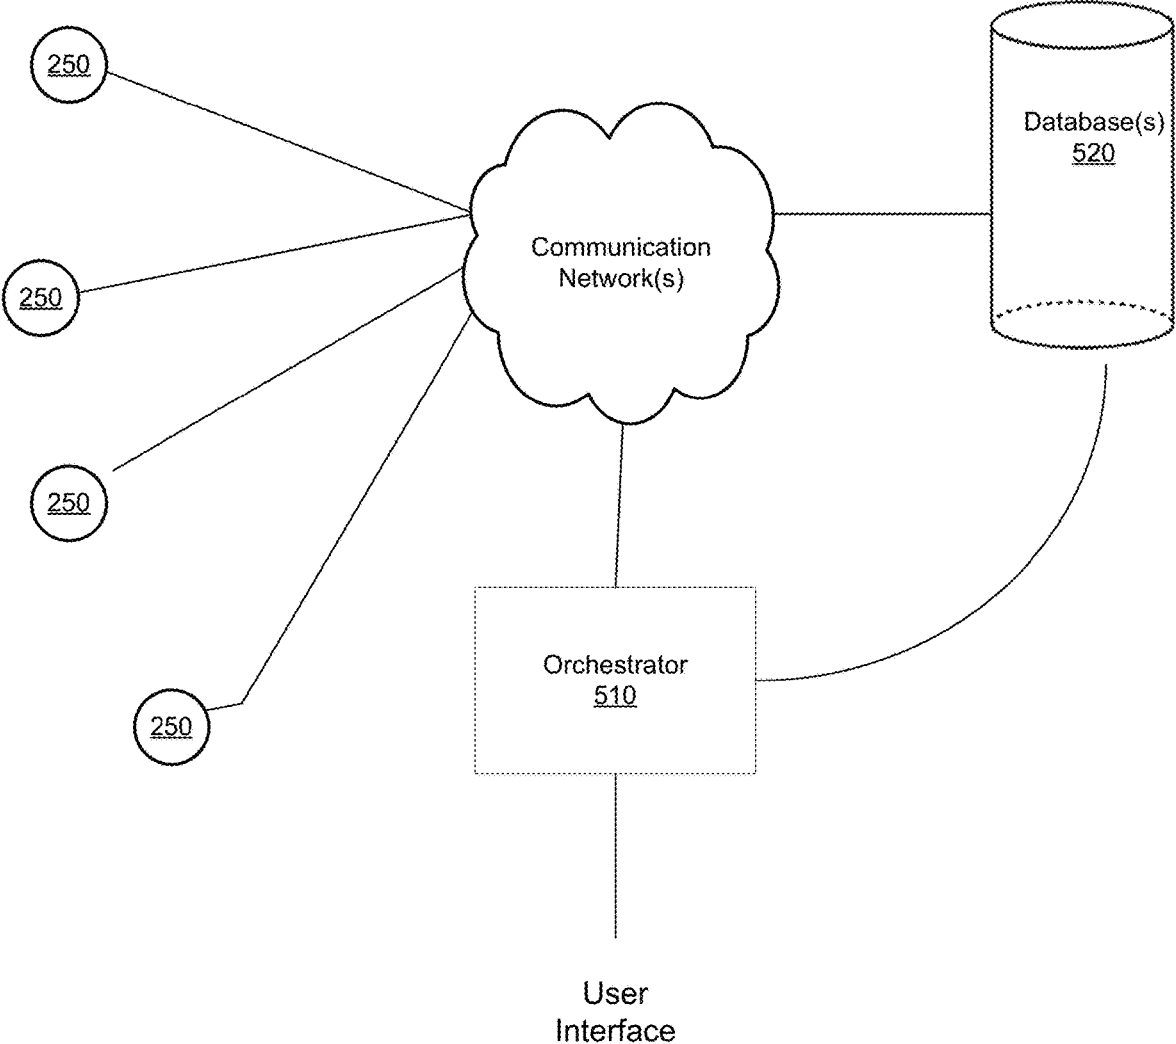 250
Database(s)
520
Communication
Network(s)
250
250
Orchestrator
510
250
User
Interface